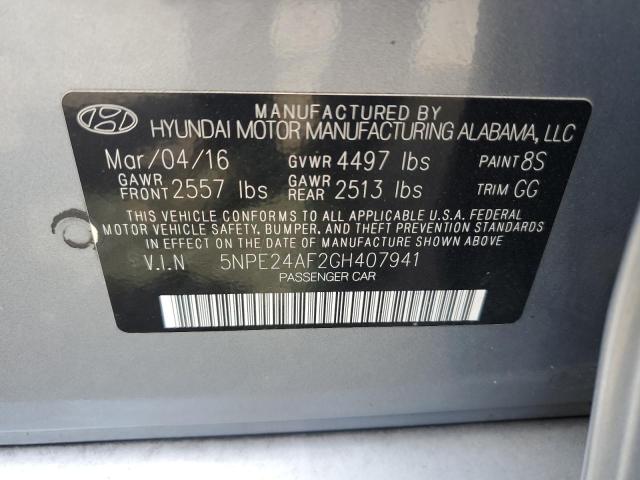 MANUFACTURED BY
HYUNDAI MOTOR MANUFACTURING ALABAMA, LLC
Mar/04/16 GVWR 4497 lbs PAINT 8S
GAWR FRONT 2557 lbs GAWR REAR 2513 lbs TRIM GG
THIS VEHICLE CONFORMS TO ALL APPLICABLE U.S.A. FEDERAL
MOTOR VEHICLE SAFETY, BUMPER, AND THEFT PREVENTION
STANDARDS IN EFFECT ON THE DATE OF MANUFACTURE SHOWN ABOVE.
V.I.N 5NPE24AF2GH407941
PASSENGER CAR